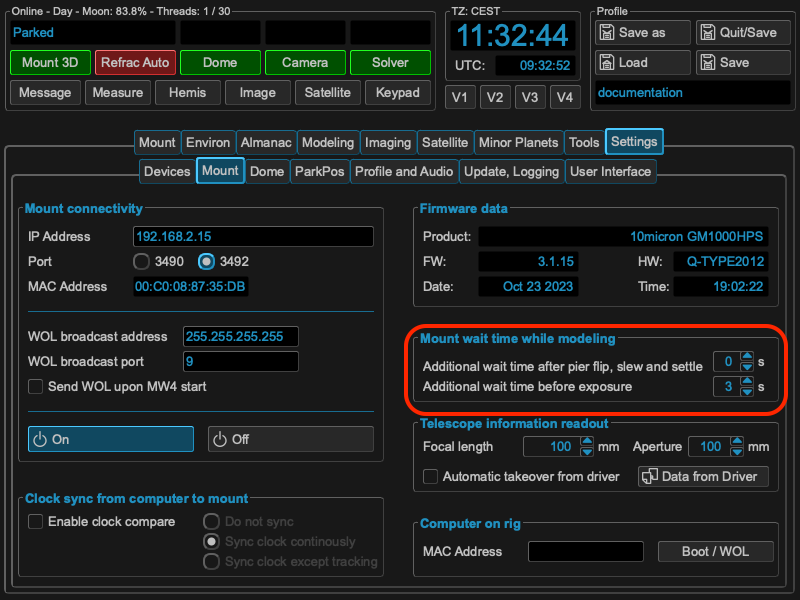 Online - Day - Moon: 83.8% - Threads: 1 / 30
Parked
Mount 3D Refrac Auto Dome Camera Solver
Message Measure Hemis Image Satellite Keypad
TZ: CEST
11:32:44
UTC: 09:32:52
V1 V2 V3 V4
Profile
Save as Quit/Save
Load Save
documentation
Mount Environ Almanac Modeling Imaging Satellite Minor Planets Tools Settings
Devices Mount Dome ParkPos Profile and Audio Update, Logging User Interface
Mount connectivity
IP Address 192.168.2.15
Port 3490 3492
MAC Address 00:C0:08:87:35:DB
WOL broadcast address 255.255.255.255
WOL broadcast port 9
Send WOL upon MW4 start
On Off
Clock sync from computer to mount
Enable clock compare Do not sync
Sync clock continously
Sync clock except tracking
Firmware data
Product: 10micron GM1000HPS
FW: 3.1.15 HW: Q-TYPE2012
Date: Oct 23 2023 Time: 19:02:22
Mount wait time while modeling
Additional wait time after pier flip, slew and settle 0 s
Additional wait time before exposure 3 s
Telescope information readout
Focal length 100 mm Aperture 100 mm
Automatic takeover from driver Data from Driver
Computer on rig
MAC Address Boot / WOL